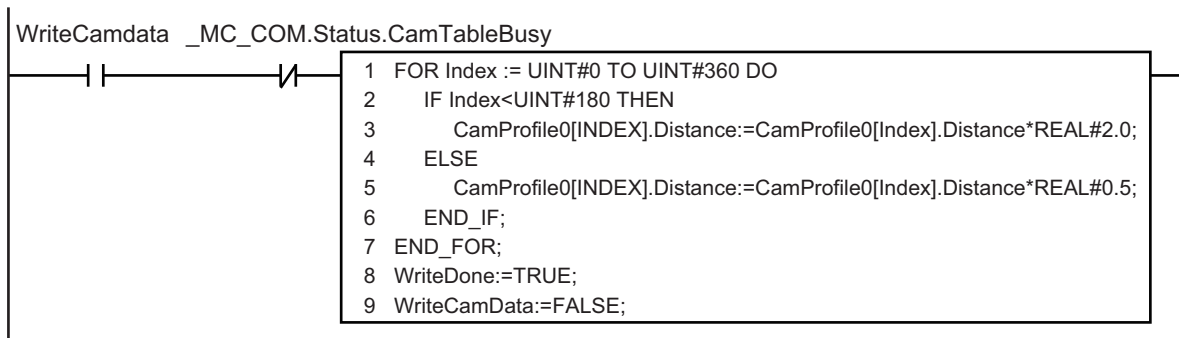 WriteCamdata _MC_COM.Status.CamTableBusy
1 FOR Index := UINT#0 TO UINT#360 DO
2 IF Index<UINT#180 THEN
3 CamProfile0[INDEX].Distance:=CamProfile0[Index].Distance*REAL#2.0;
4 ELSE
5 CamProfile0[INDEX].Distance:=CamProfile0[Index].Distance*REAL#0.5;
6 END_IF;
7 END_FOR;
8 WriteDone:=TRUE;
9 WriteCamData:=FALSE;